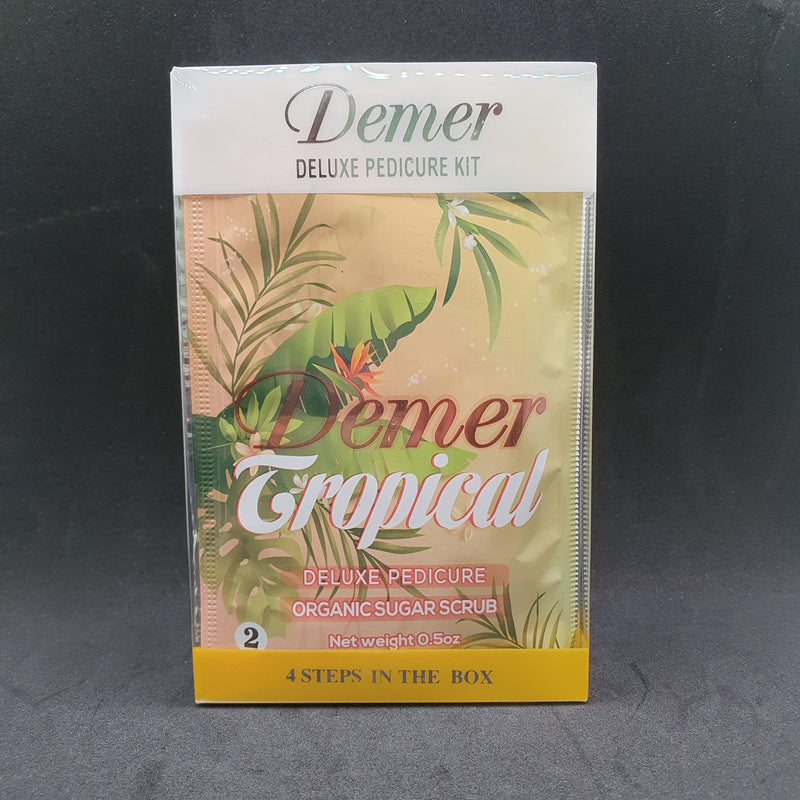 Demer
DELUXE PEDICURE KIT
Demer
Tropical
DELUXE PEDICURE
ORGANIC SUGAR SCRUB
2
Net weight 0.5oz
4 STEPS IN THE BOX